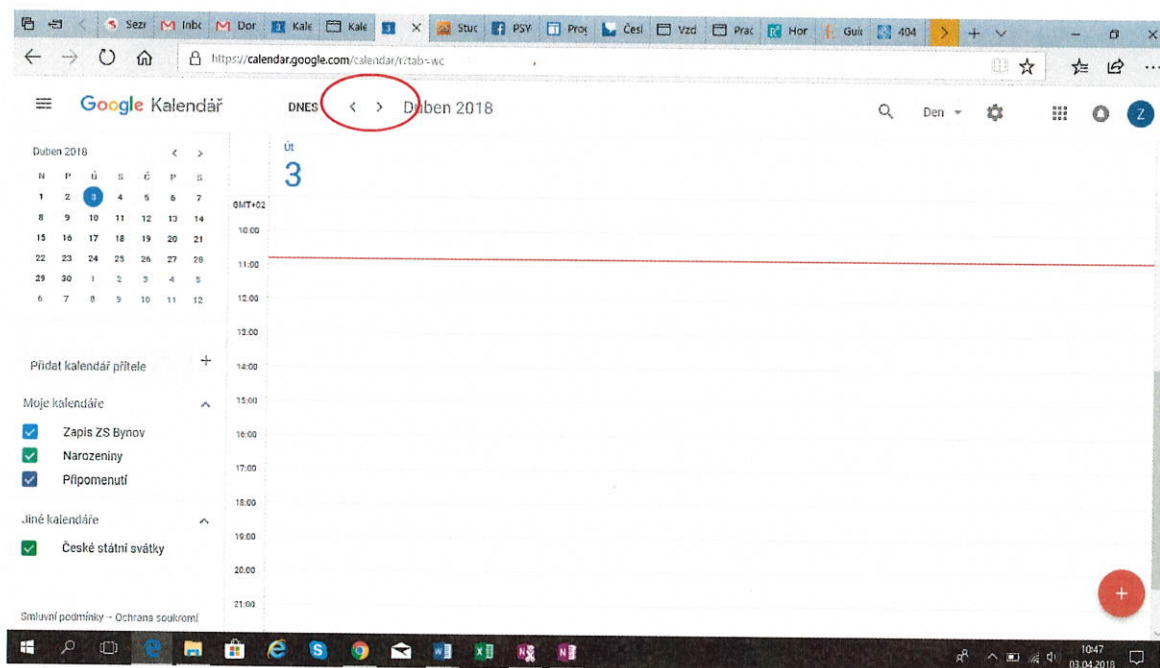 Sezr
Inbc
Dor
Kale
Kale
Stuc
PSY
Proç
Česl
Vzd
Prac
Hor
Guic
404
https://calendar.google.com/calendar/r?tab=wc
Google Kalendář
DNES
Duben 2018
Den
Z
Duben 2018
N P Ú S Č P S
1 2 3 4 5 6 7
8 9 10 11 12 13 14
15 16 17 18 19 20 21
22 23 24 25 26 27 28
29 30 1 2 3 4 5
6 7 8 9 10 11 12
Přidat kalendář přítele
Moje kalendáře
Zapis ZS Bynov
Narozeniny
Připomenutí
Jiné kalendáře
České státní svátky
Smluvní podmínky – Ochrana soukromí
Út
3
GMT+02
10:00
11:00
12:00
13:00
14:00
15:00
16:00
17:00
18:00
19:00
20:00
21:00
10:47
03.04.2018